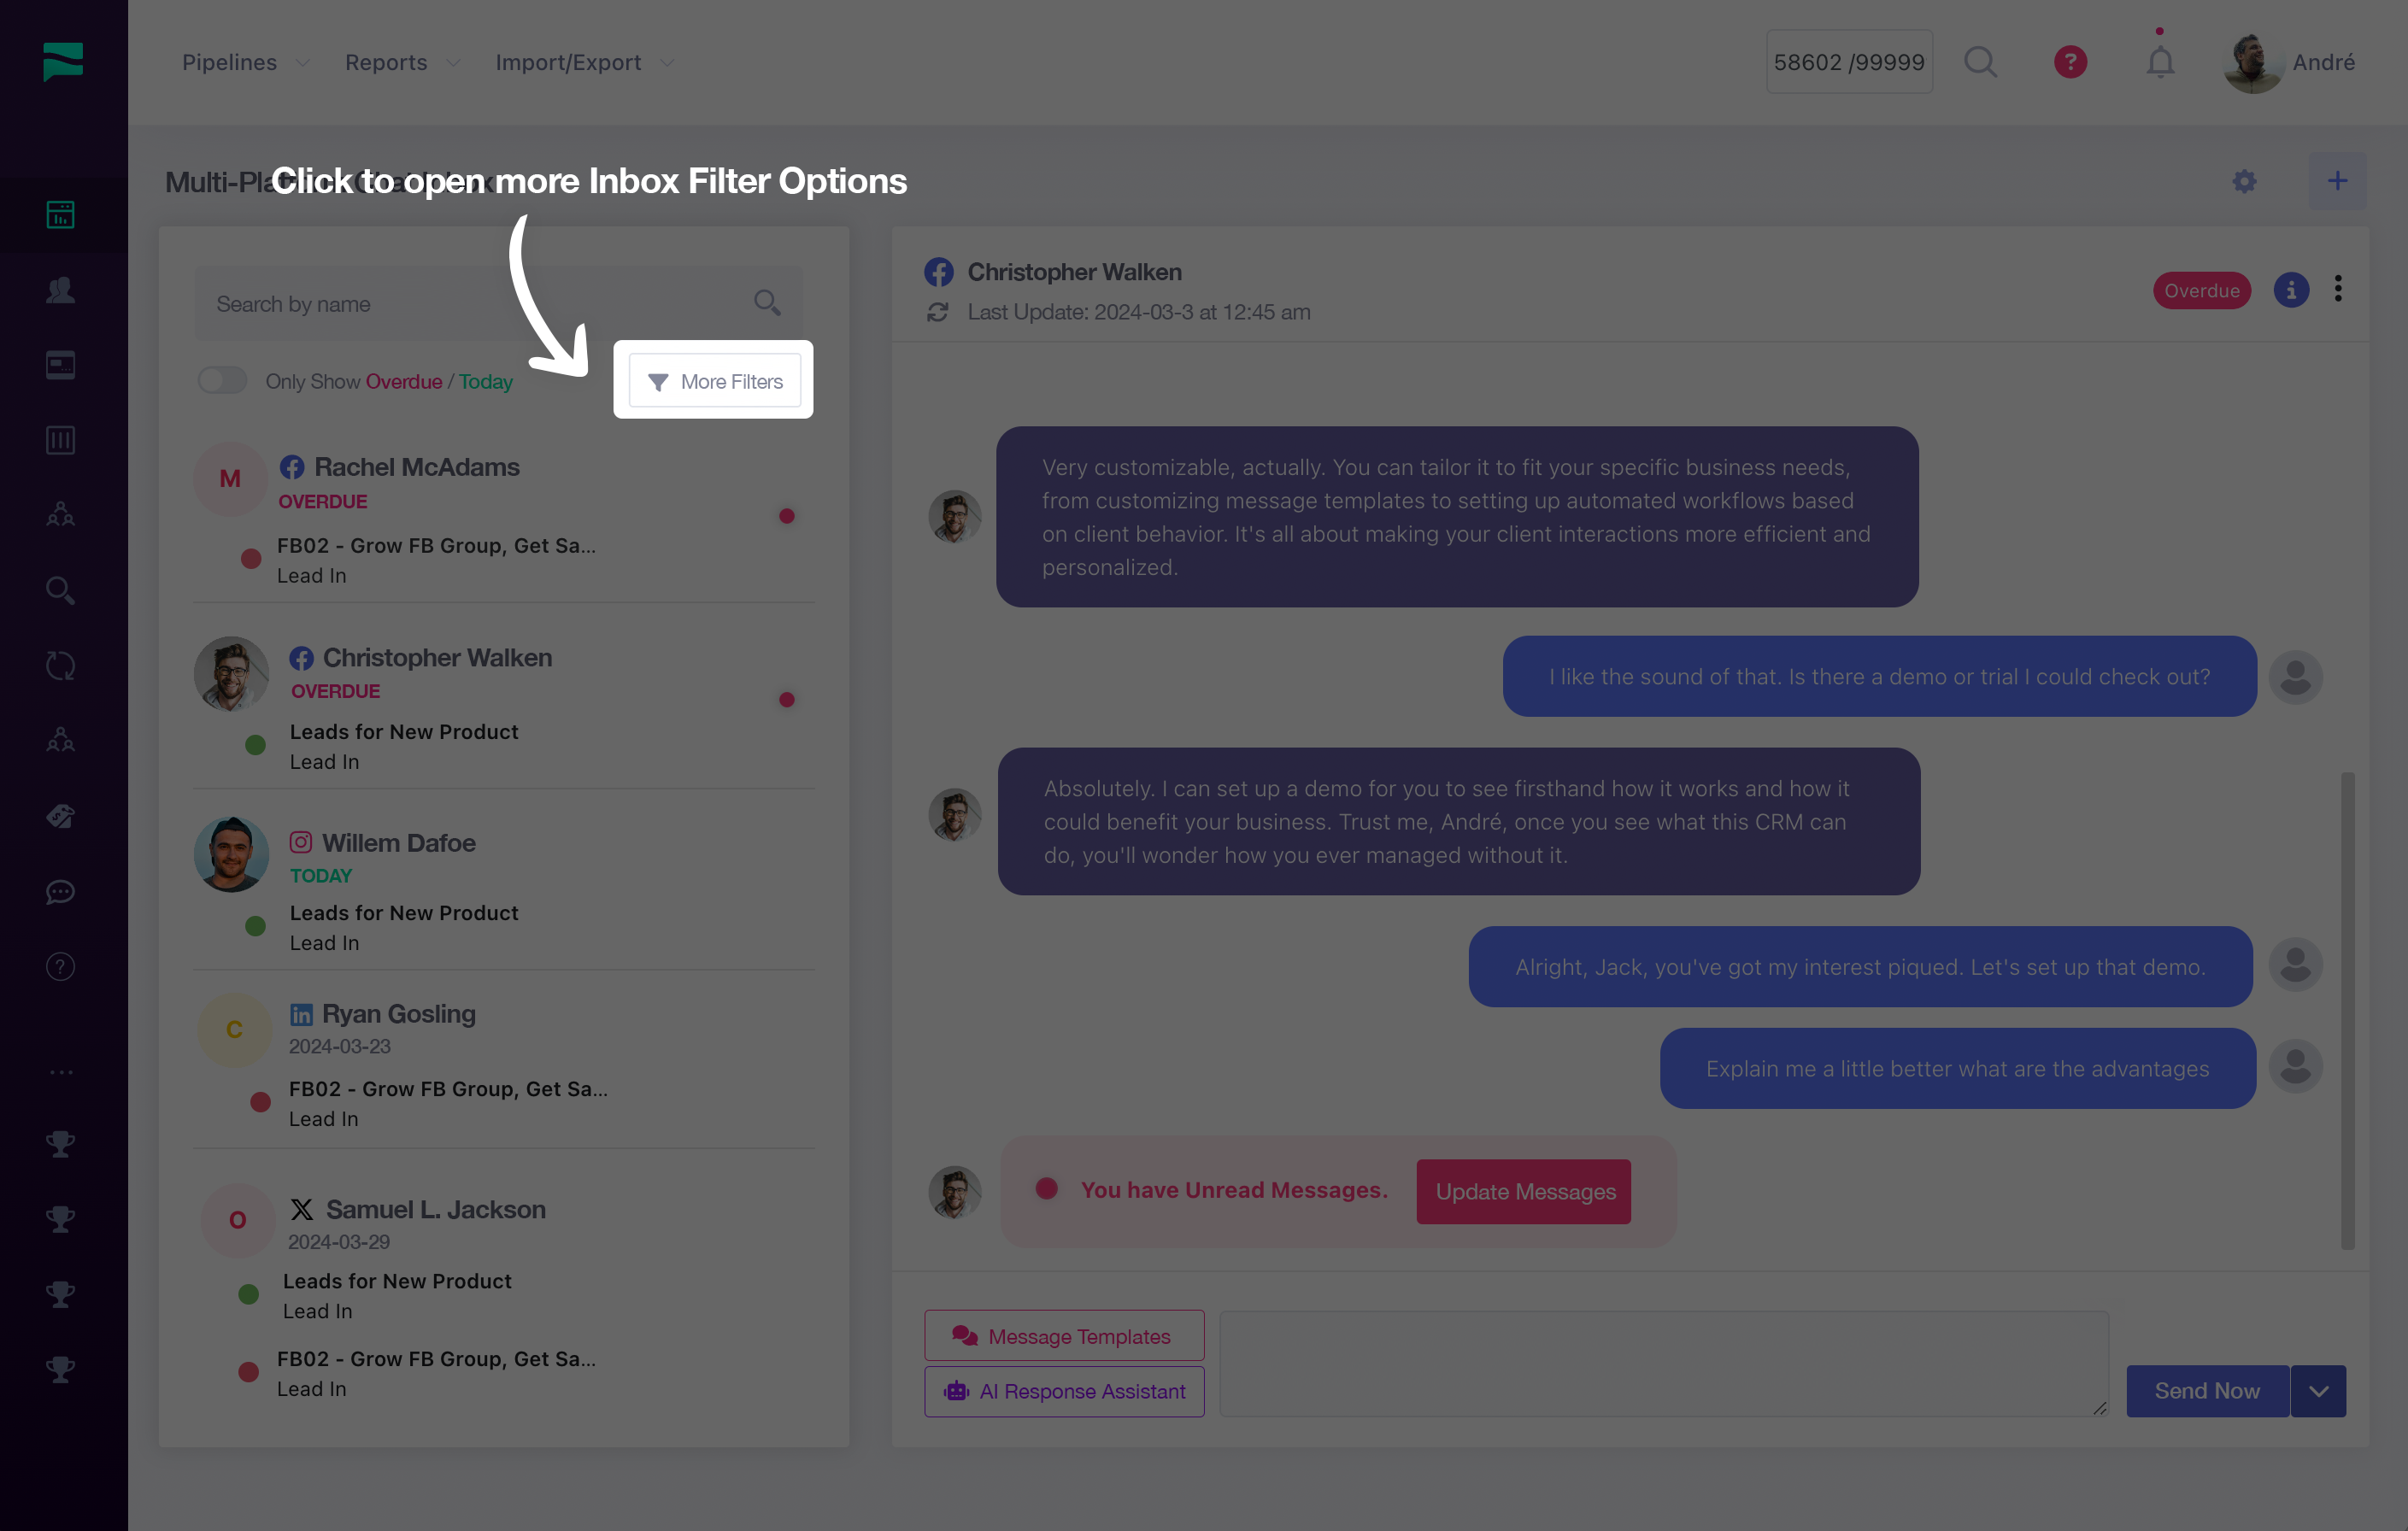 Pipelines
Reports
Import/Export
58602 /99999
?
André
Click to open more Inbox Filter Options
Search by name
Only Show Overdue / Today
More Filters
M
Rachel McAdams
OVERDUE
FB02 - Grow FB Group, Get Sa...
Lead In
Christopher Walken
OVERDUE
Leads for New Product
Lead In
Willem Dafoe
TODAY
Leads for New Product
Lead In
C
in
Ryan Gosling
2024-03-23
FB02 - Grow FB Group, Get Sa...
Lead In
O
X
Samuel L. Jackson
2024-03-29
Leads for New Product
Lead In
FB02 - Grow FB Group, Get Sa...
Lead In
Christopher Walken
Last Update: 2024-03-3 at 12:45 am
Overdue
i
Very customizable, actually. You can tailor it to fit your specific business needs,
from customizing message templates to setting up automated workflows based
on client behavior. It's all about making your client interactions more efficient and
personalized.
I like the sound of that. Is there a demo or trial I could check out?
Absolutely. I can set up a demo for you to see firsthand how it works and how it
could benefit your business. Trust me, André, once you see what this CRM can
do, you'll wonder how you ever managed without it.
Alright, Jack, you've got my interest piqued. Let's set up that demo.
Explain me a little better what are the advantages
You have Unread Messages.
Update Messages
Message Templates
AI Response Assistant
Send Now